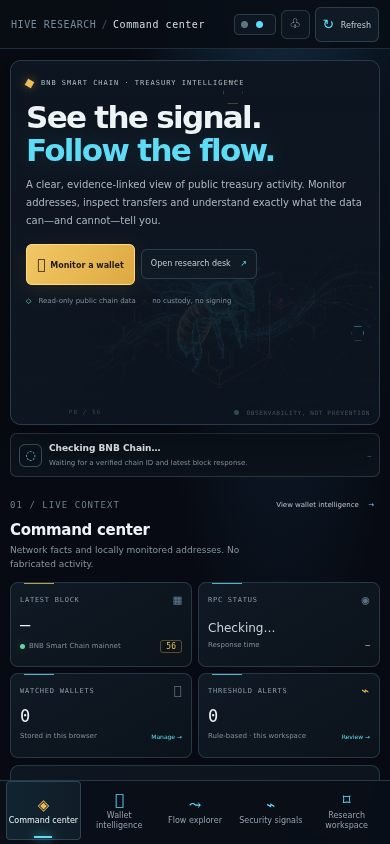 HIVE RESEARCH / Command center
Refresh
BNB SMART CHAIN · TREASURY INTELLIGENCE
See the signal.
Follow the flow.
A clear, evidence-linked view of public treasury activity. Monitor
addresses, inspect transfers and understand exactly what the data
can—and cannot—tell you.
Monitor a wallet
Open research desk ↗
Read-only public chain data · no custody, no signing
OBSERVABILITY, NOT PREVENTION
Checking BNB Chain…
Waiting for a verified chain ID and latest block response.
—
01 / LIVE CONTEXT
View wallet intelligence →
Command center
Network facts and locally monitored addresses. No
fabricated activity.
LATEST BLOCK
—
BNB Smart Chain mainnet
56
RPC STATUS
Checking…
Response time
—
WATCHED WALLETS
0
Stored in this browser
Manage →
THRESHOLD ALERTS
0
Rule-based · this workspace
Review →
Command center
Wallet
intelligence
Flow explorer
Security signals
Research
workspace